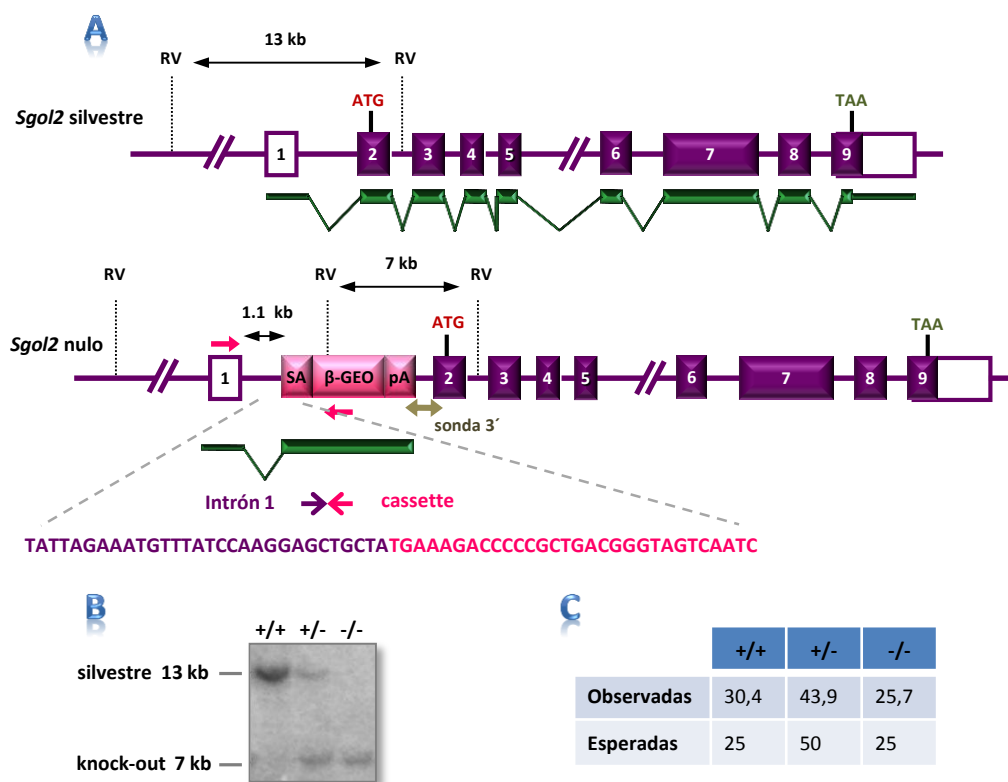 A
13 kb
RV RV
ATG TAA
Sgol2 silvestre
1 2 3 4 5 6 7 8 9
7 kb
RV RV RV
1.1 kb
ATG TAA
Sgol2 nulo
1 SA β-GEO pA 2 3 4 5 6 7 8 9
sonda 3´
Intrón 1 cassette
TATTAGAAATGTTTATCCAAGGAGCTGCTATGAAAGACCCCCGCTGACGGGTAGTCAATC
B
+/+ +/- -/-
silvestre 13 kb
knock-out 7 kb
C
+/+ +/- -/-
Observadas 30,4 43,9 25,7
Esperadas 25 50 25